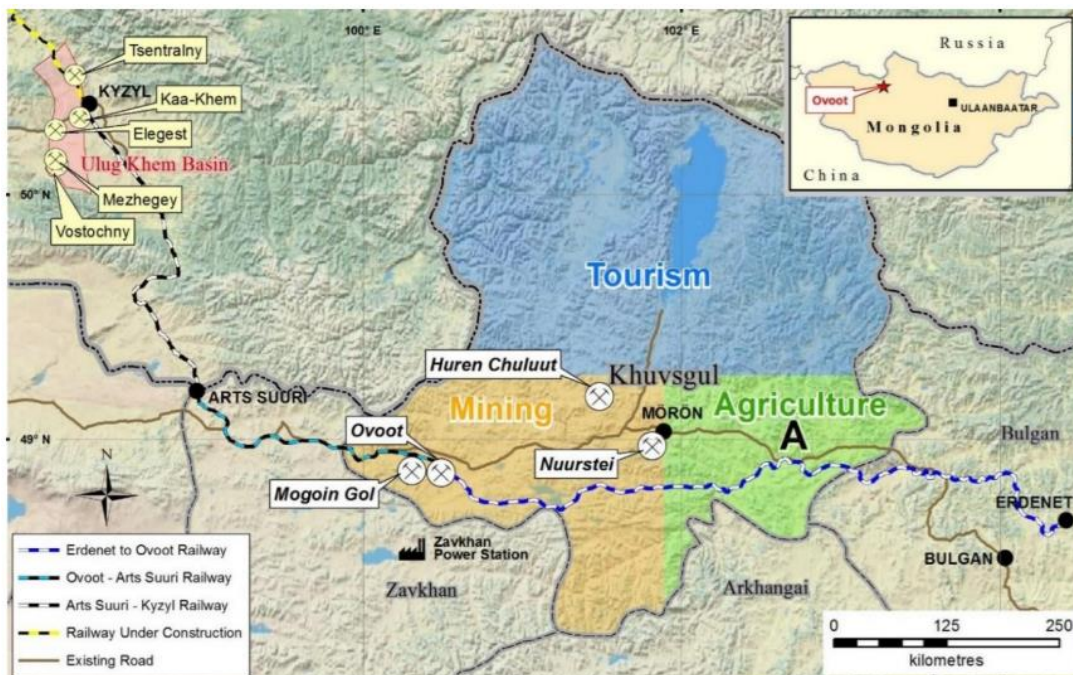 100° E
102° E
Tsentralny
KYZYL
Kaa-Khem
Elegest
Ulug Khem Basin
50° N
Mezhegey
Vostochny
Russia
Ovoot
ULAANBAATAR
Mongolia
China
Tourism
Huren Chuluut
Khuvsgul
ARTS SUURI
Mining
MÖRÖN
Agriculture
A
Ovoot
49° N
Nuurstei
Bulgan
Mogoin Gol
N
ERDENET
Zavkhan
Power Station
BULGAN
Zavkhan
Arkhangai
Erdenet to Ovoot Railway
Ovoot - Arts Suuri Railway
Arts Suuri - Kyzyl Railway
Railway Under Construction
Existing Road
0 125 250
kilometres